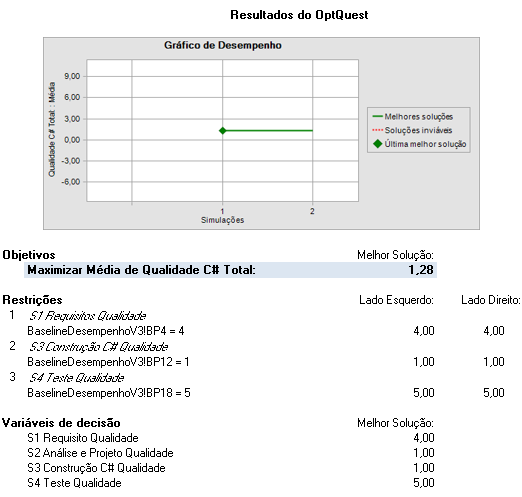 Resultados do OptQuest
Gráfico de Desempenho
Qualidade C# Total : Média
9,00
6,00
3,00
0,00
-3,00
-6,00
1
2
Simulações
Melhores soluções
Soluções inviáveis
Última melhor solução
Objetivos Melhor Solução:
Maximizar Média de Qualidade C# Total: 1,28
Restrições Lado Esquerdo: Lado Direito:
1 S1 Requisitos Qualidade
BaselineDesempenhoV3!BP4 = 4 4,00 4,00
2 S3 Construção C# Qualidade
BaselineDesempenhoV3!BP12 = 1 1,00 1,00
3 S4 Teste Qualidade
BaselineDesempenhoV3!BP18 = 5 5,00 5,00
Variáveis de decisão Melhor Solução:
S1 Requisito Qualidade 4,00
S2 Análise e Projeto Qualidade 1,00
S3 Construção C# Qualidade 1,00
S4 Teste Qualidade 5,00